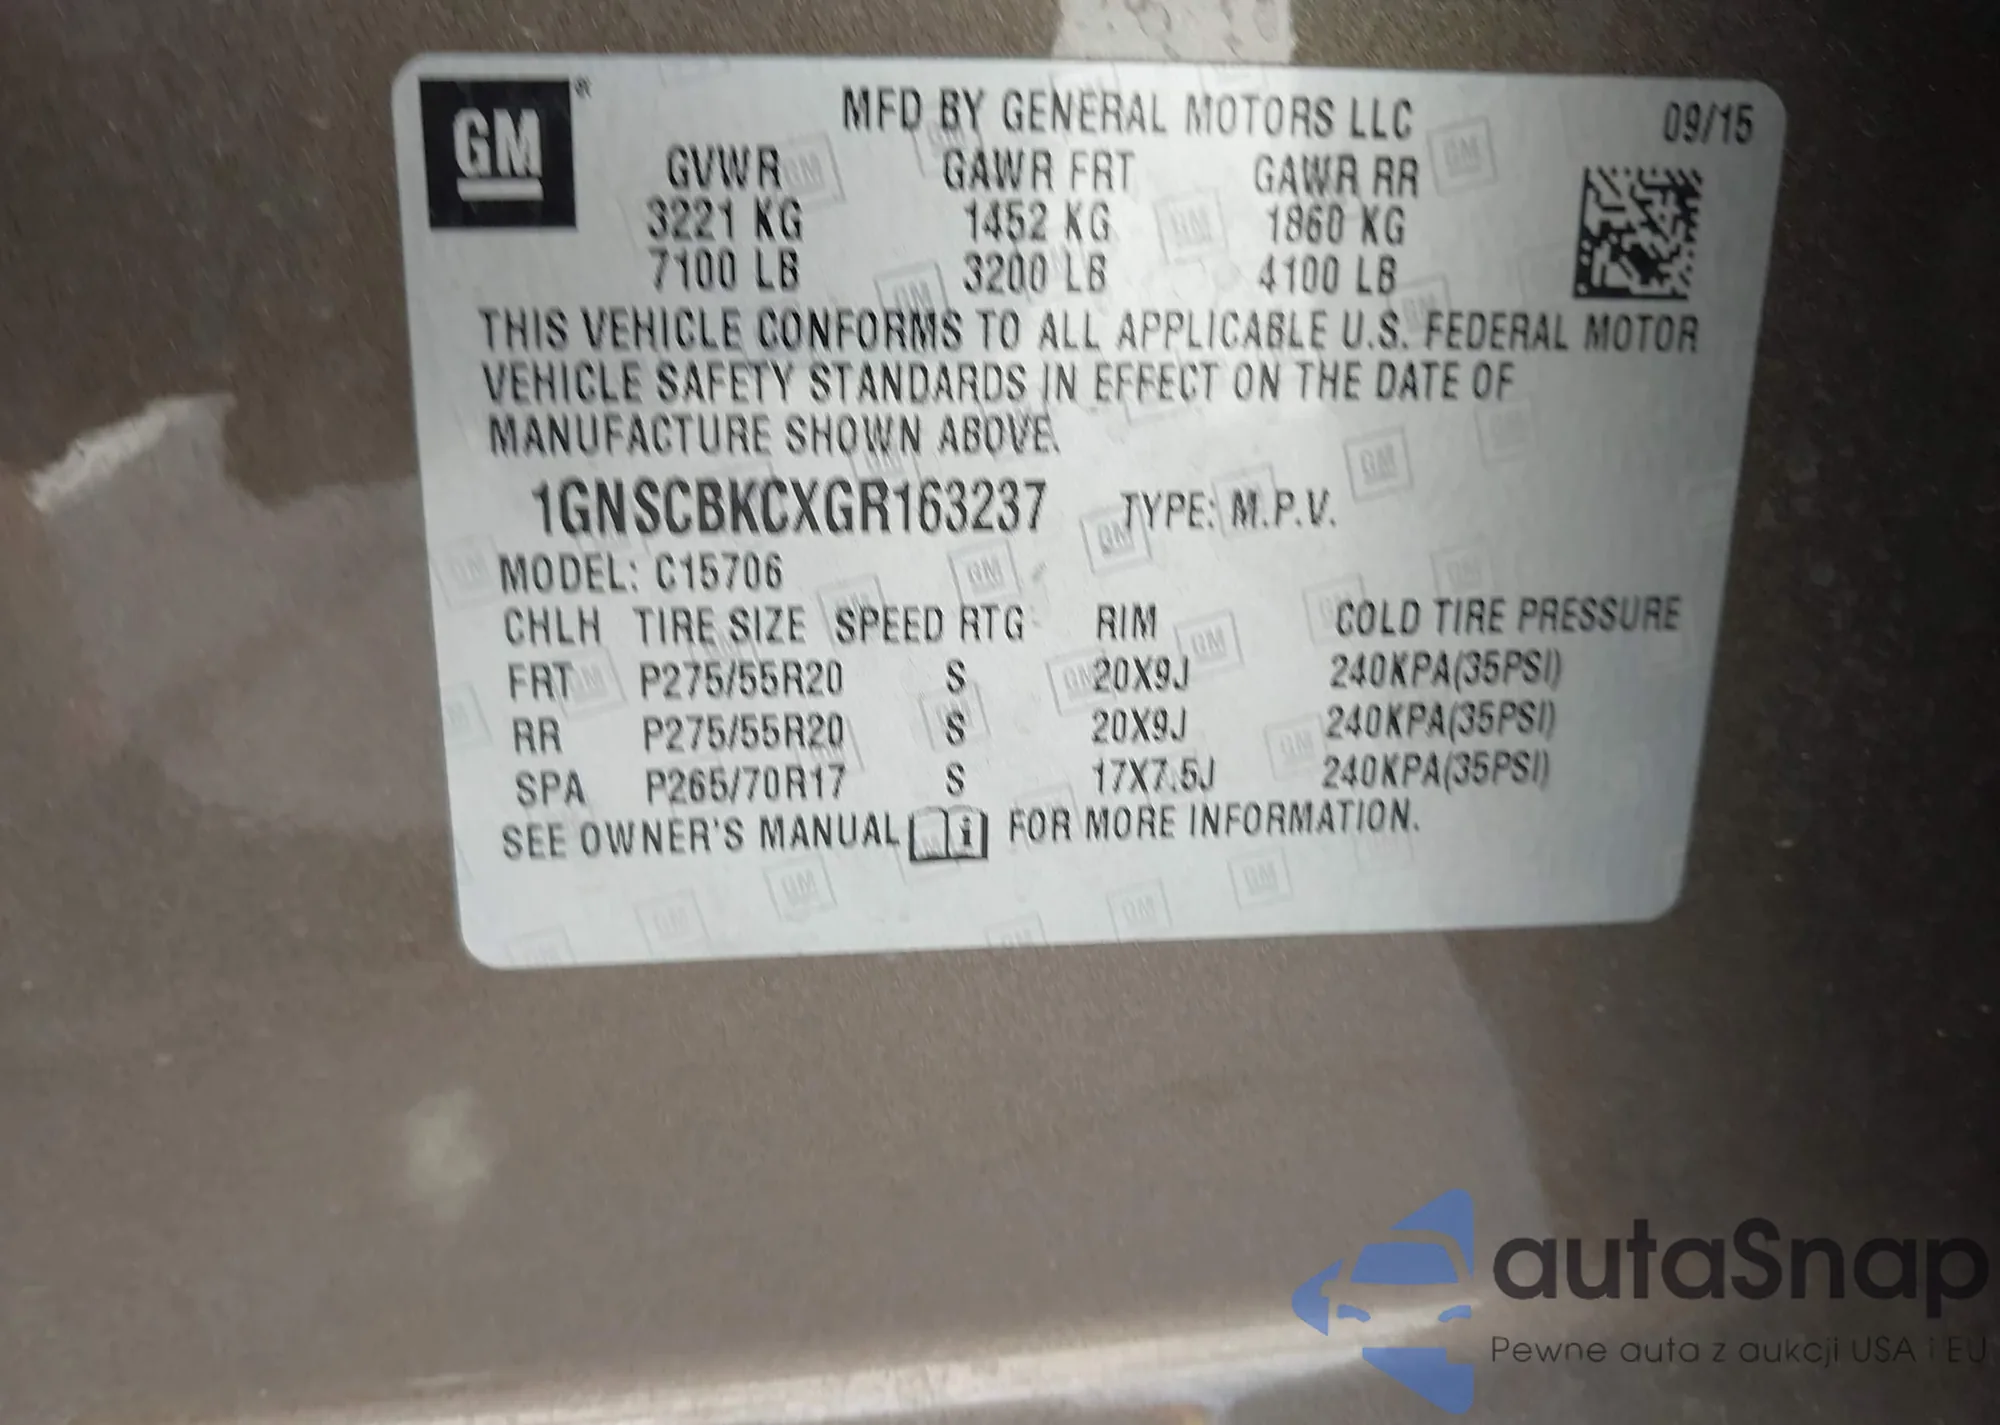 GM®
MFD BY GENERAL MOTORS LLC 09/15
GVWR GAWR FRT GAWR RR
3221 KG 1452 KG 1860 KG
7100 LB 3200 LB 4100 LB
THIS VEHICLE CONFORMS TO ALL APPLICABLE U.S. FEDERAL MOTOR
VEHICLE SAFETY STANDARDS IN EFFECT ON THE DATE OF
MANUFACTURE SHOWN ABOVE.
1GNSCBKCXGR163237 TYPE: M.P.V.
MODEL: C15706
CHLH TIRE SIZE SPEED RTG RIM COLD TIRE PRESSURE
FRT P275/55R20 S 20X9J 240KPA(35PSI)
RR P275/55R20 S 20X9J 240KPA(35PSI)
SPA P265/70R17 S 17X7.5J 240KPA(35PSI)
SEE OWNER'S MANUAL i FOR MORE INFORMATION.
autaSnap
Pewne auta z aukcji USA i EU